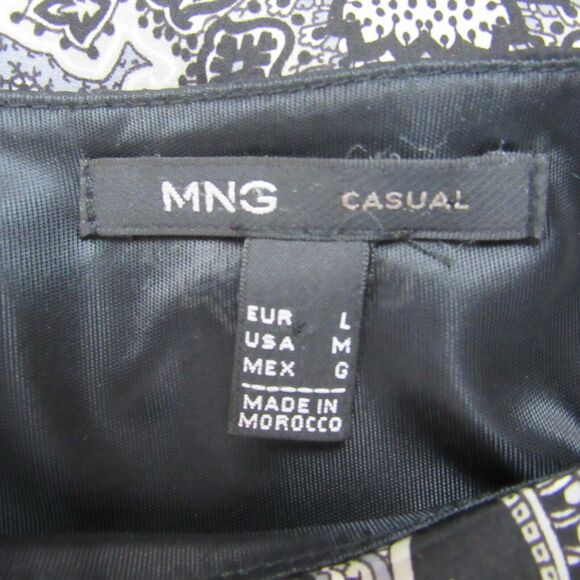 MNG CASUAL
EUR L
USA M
MEX G
MADE IN
MOROCCO